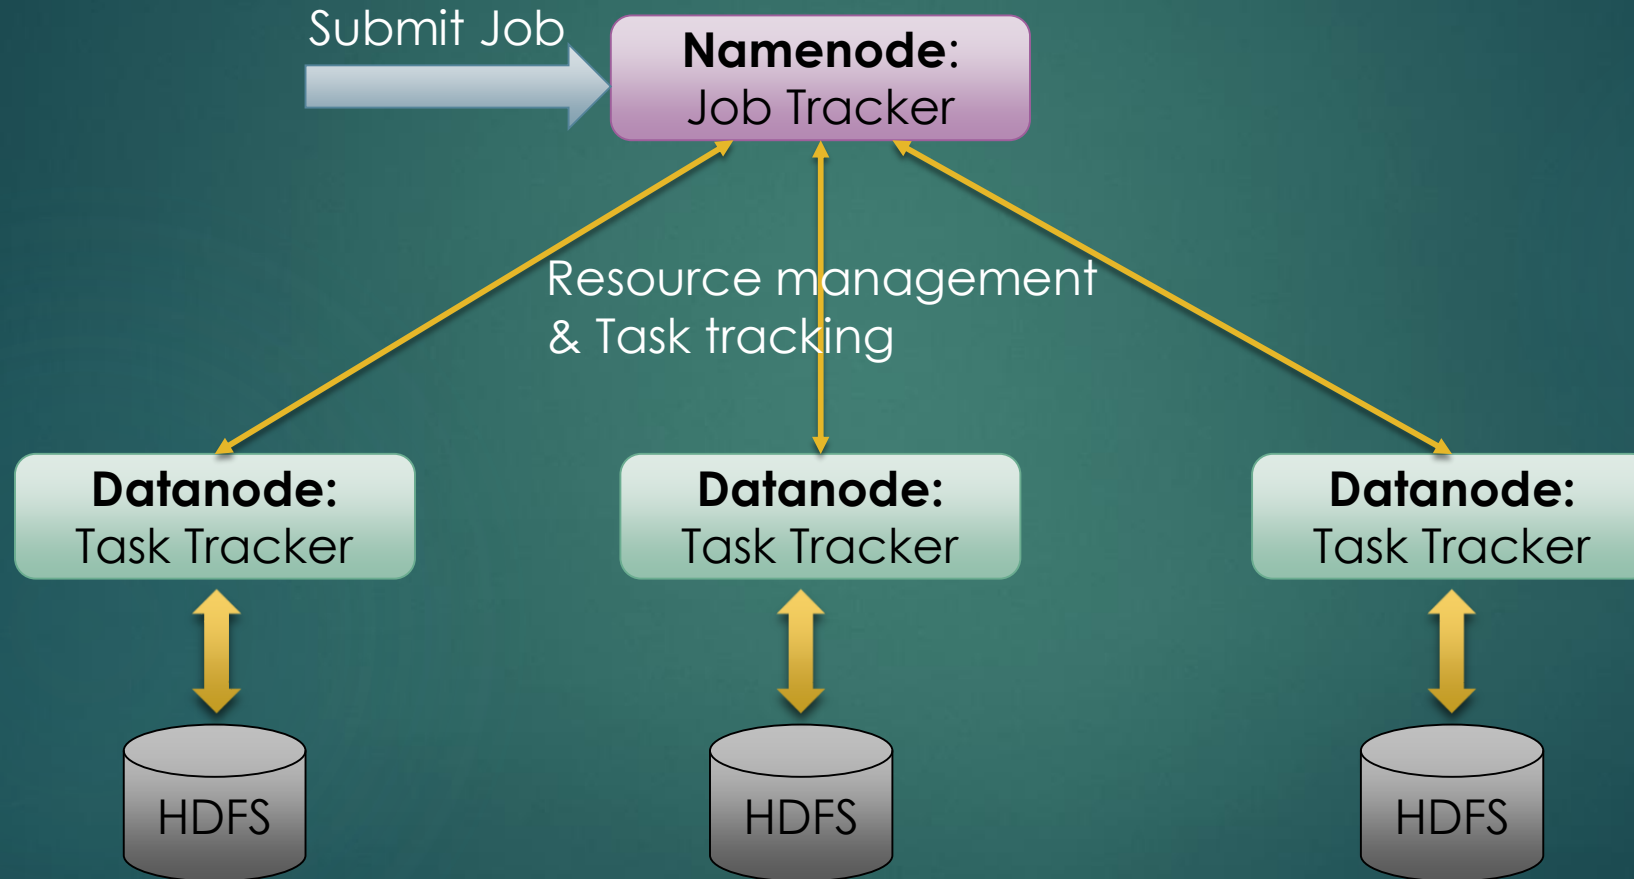 Submit Job
Namenode:
Job Tracker
Resource management
& Task tracking
Datanode:
Task Tracker
Datanode:
Task Tracker
Datanode:
Task Tracker
HDFS
HDFS
HDFS